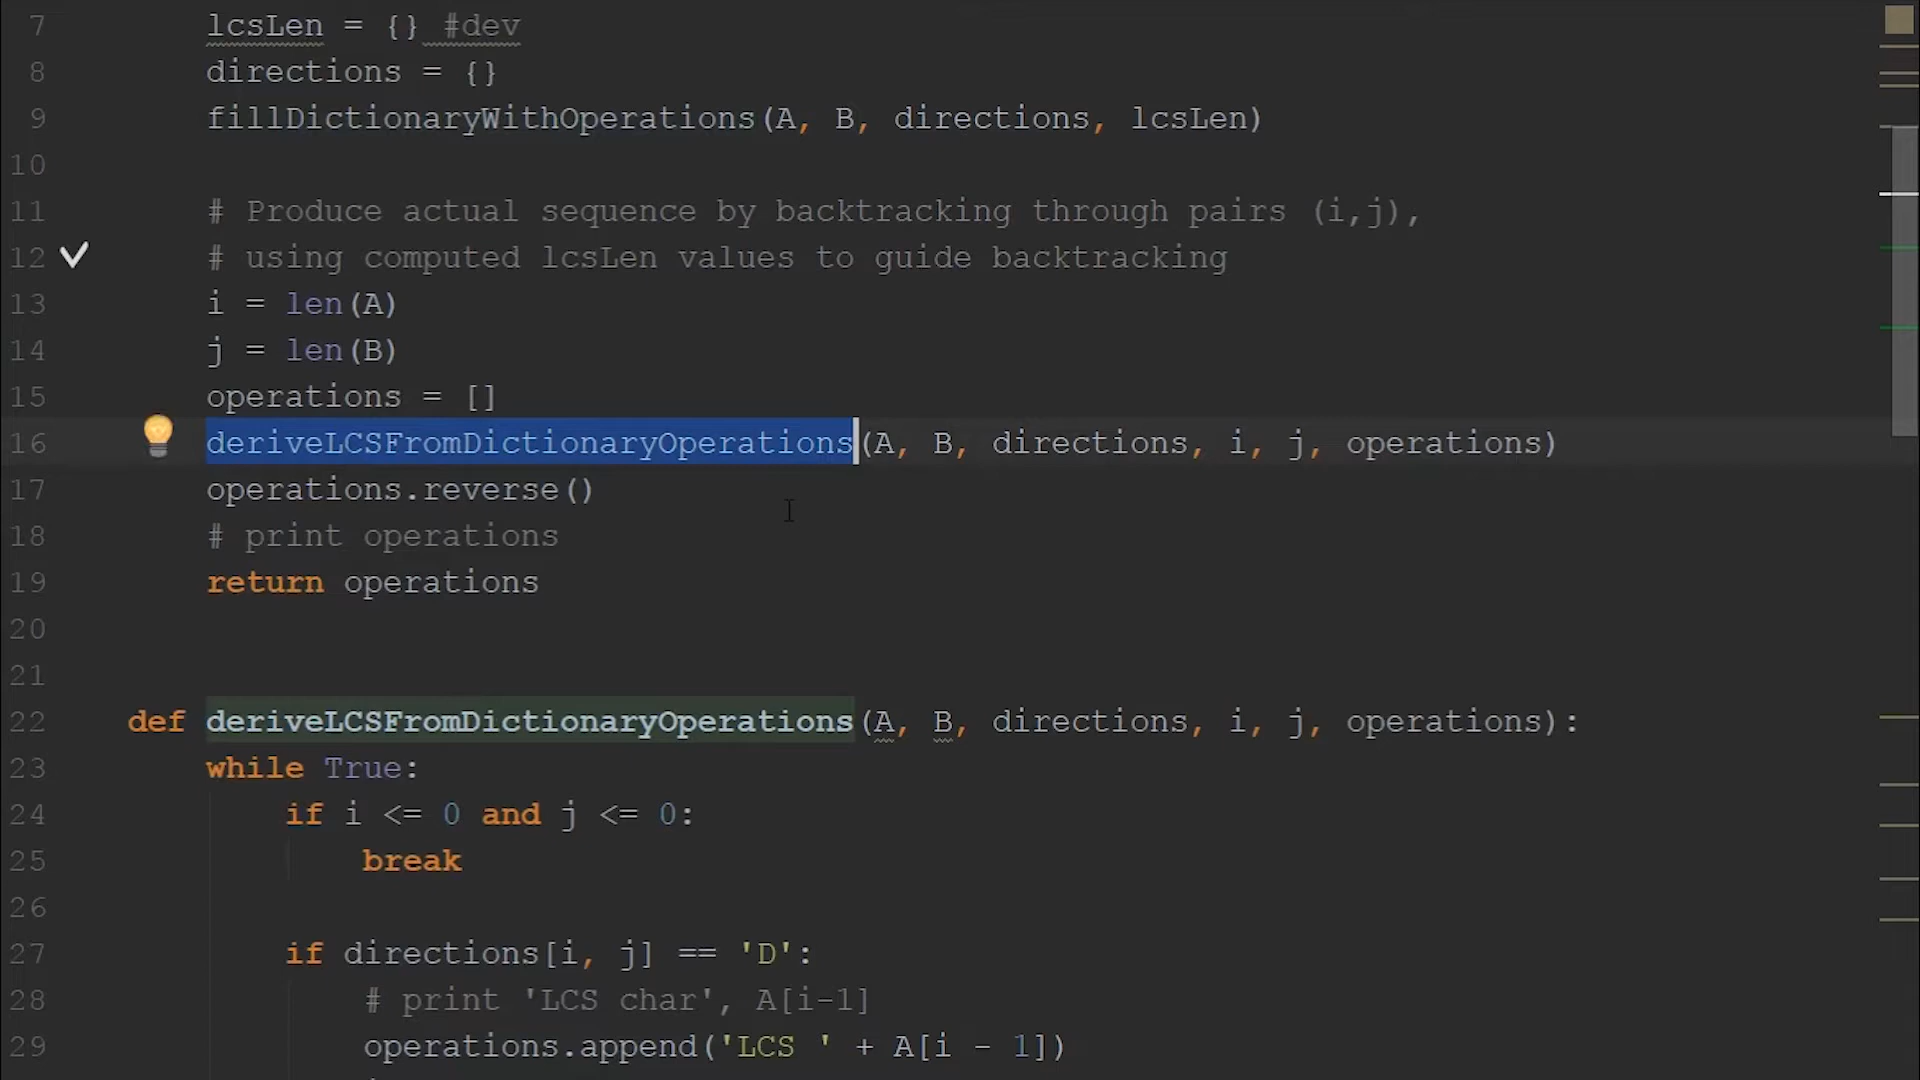 7 lcsLen = {} #dev
8 directions = {}
9 fillDictionaryWithOperations(A, B, directions, lcsLen)
10
11 # Produce actual sequence by backtracking through pairs (i,j),
12 # using computed lcsLen values to guide backtracking
13 i = len(A)
14 j = len(B)
15 operations = []
16 deriveLCSFromDictionaryOperations(A, B, directions, i, j, operations)
17 operations.reverse()
18 # print operations
19 return operations
20
21
22 def deriveLCSFromDictionaryOperations(A, B, directions, i, j, operations):
23 while True:
24 if i <= 0 and j <= 0:
25 break
26
27 if directions[i, j] == 'D':
28 # print 'LCS char', A[i-1]
29 operations.append('LCS ' + A[i - 1])